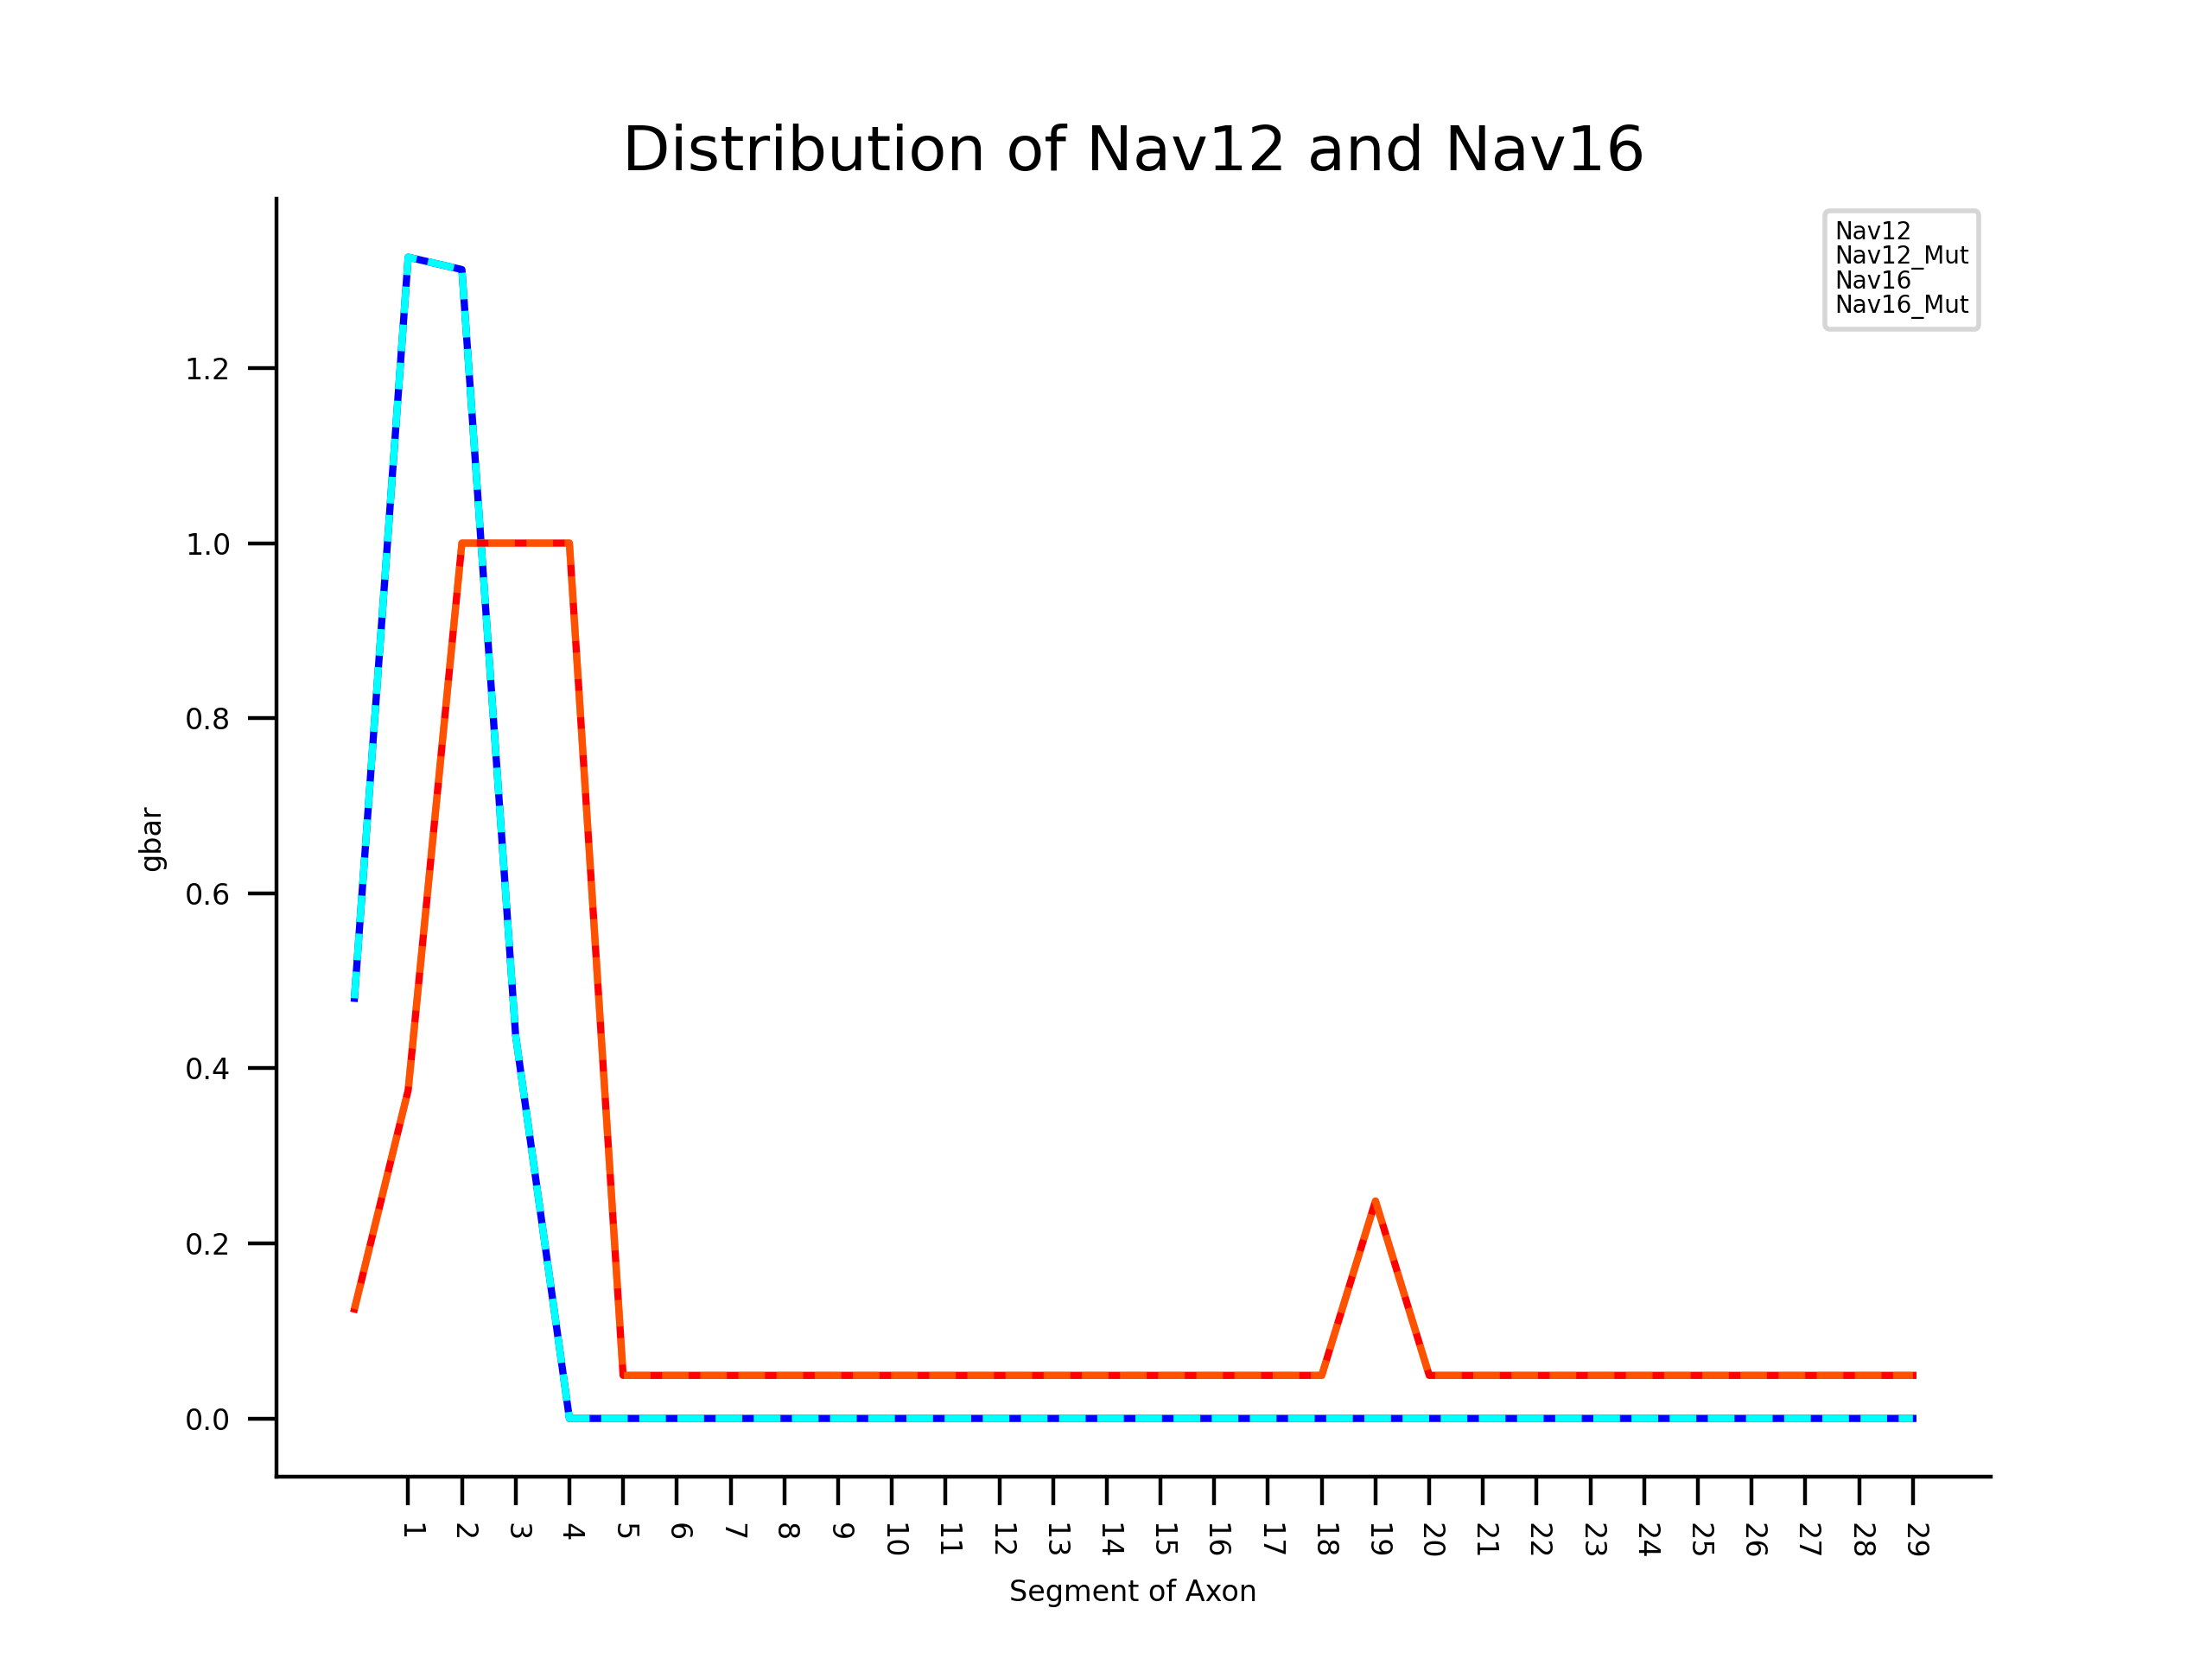 Distribution of Nav12 and Nav16
Nav12
Nav12_Mut
Nav16
Nav16_Mut
1.2
1.0
0.8
0.6
0.4
0.2
0.0
gbar
1 2 3 4 5 6 7 8 9 10 11 12 13 14 15 16 17 18 19 20 21 22 23 24 25 26 27 28 29
Segment of Axon